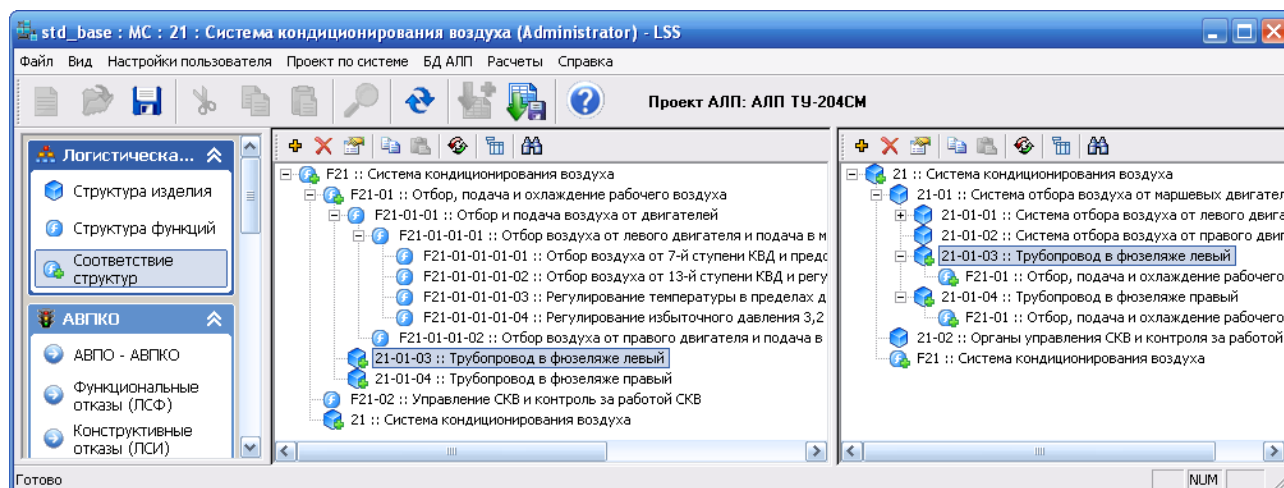 std_base : МС : 21 : Система кондиционирования воздуха (Administrator) - LSS
Файл Вид Настройки пользователя Проект по системе БД АЛП Расчеты Справка
Проект АЛП: АЛП ТУ-204СМ
Логистическа...
Структура изделия
Структура функций
Соответствие
структур
АВПКО
АВПО - АВПКО
Функциональные
отказы (ЛСФ)
Конструктивные
отказы (ЛСИ)
F21 :: Система кондиционирования воздуха
F21-01 :: Отбор, подача и охлаждение рабочего воздуха
F21-01-01 :: Отбор и подача воздуха от двигателей
F21-01-01-01 :: Отбор воздуха от левого двигателя и подача в м
F21-01-01-01-01 :: Отбор воздуха от 7-й ступени КВД и предо
F21-01-01-01-02 :: Отбор воздуха от 13-й ступени КВД и регу
F21-01-01-01-03 :: Регулирование температуры в пределах д
F21-01-01-01-04 :: Регулирование избыточного давления 3,2
F21-01-01-02 :: Отбор воздуха от правого двигателя и подача в
21-01-03 :: Трубопровод в фюзеляже левый
21-01-04 :: Трубопровод в фюзеляже правый
F21-02 :: Управление СКВ и контроль за работой СКВ
21 :: Система кондиционирования воздуха
21 :: Система кондиционирования воздуха
21-01 :: Система отбора воздуха от маршевых двигател
21-01-01 :: Система отбора воздуха от левого двига
21-01-02 :: Система отбора воздуха от правого двиг
21-01-03 :: Трубопровод в фюзеляже левый
F21-01 :: Отбор, подача и охлаждение рабочего
21-01-04 :: Трубопровод в фюзеляже правый
F21-01 :: Отбор, подача и охлаждение рабочего
21-02 :: Органы управления СКВ и контроля за работой
F21 :: Система кондиционирования воздуха
Готово
NUM